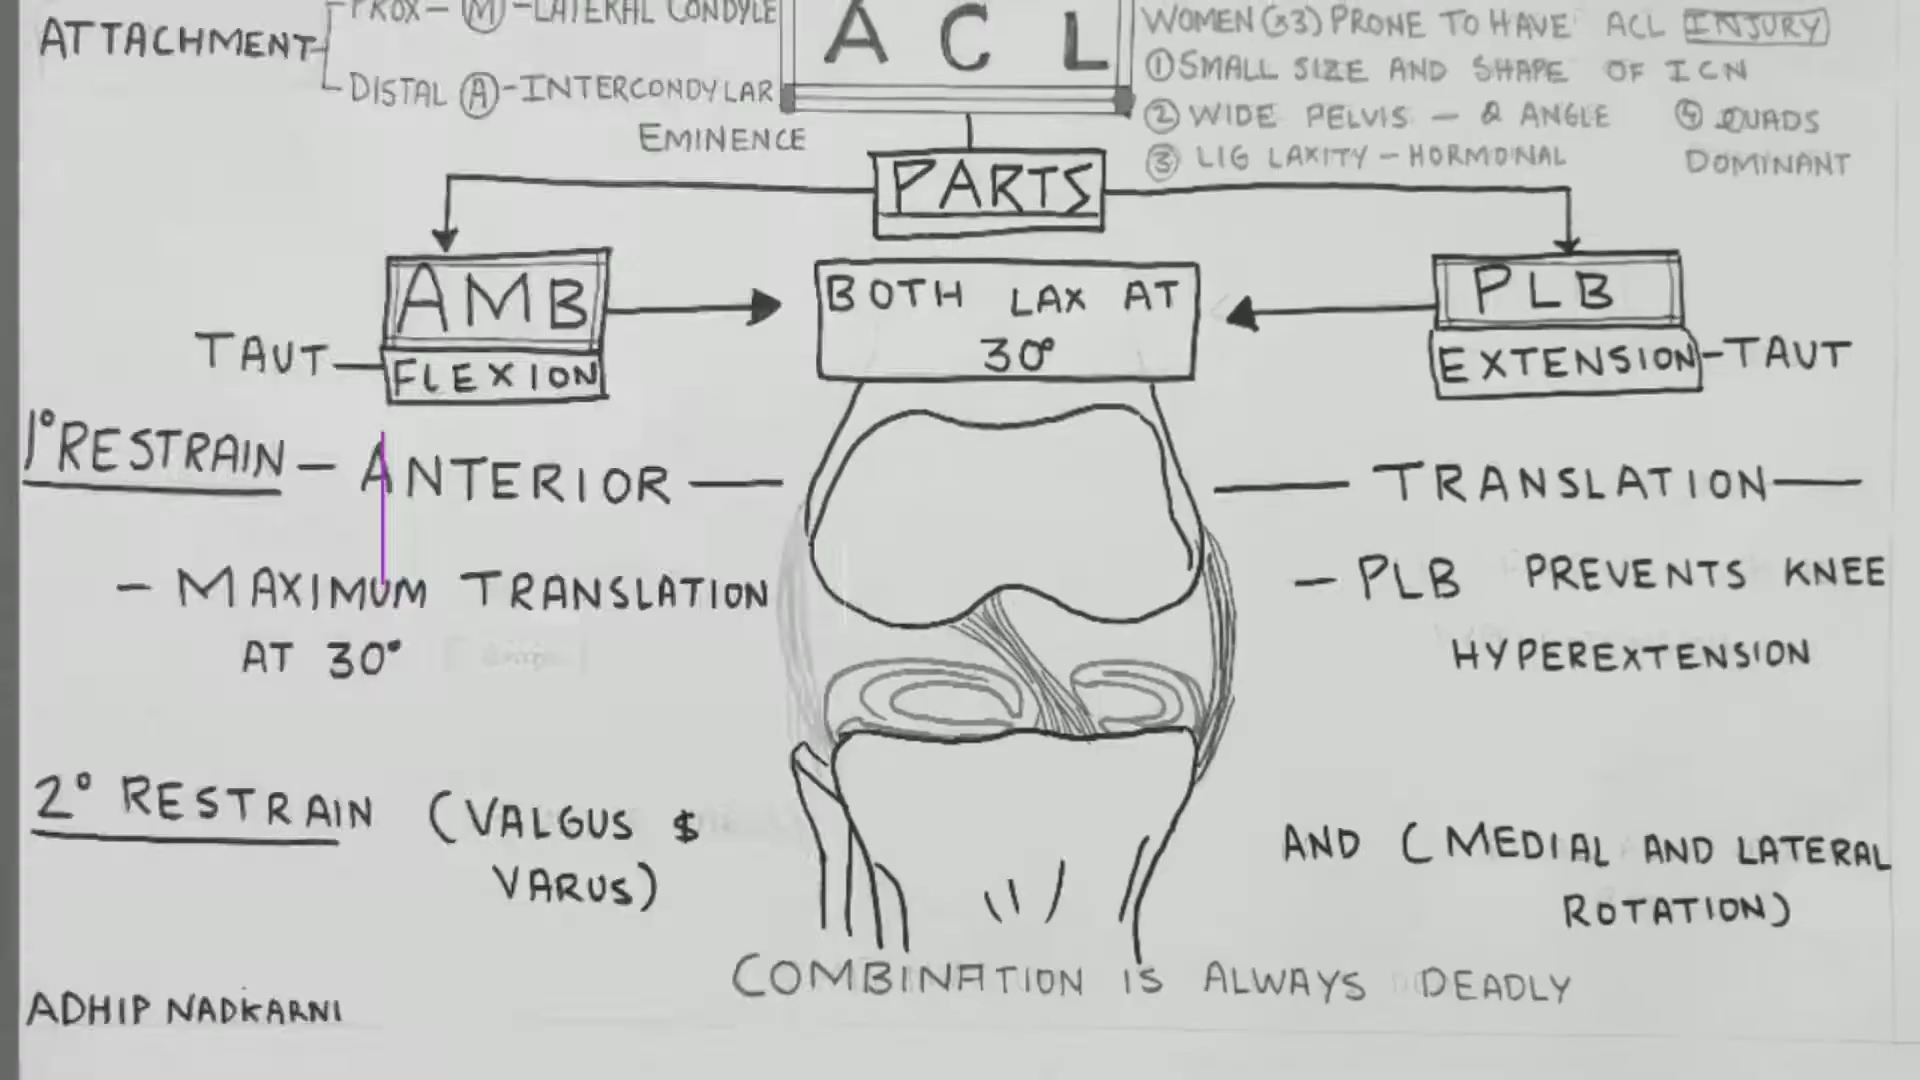 ATTACHMENT
PROX - (M) - LATERAL CONDYLE
DISTAL (A) - INTERCONDYLAR
EMINENCE
ACL
WOMEN (x3) PRONE TO HAVE ACL INJURY
① SMALL SIZE AND SHAPE OF ICN
② WIDE PELVIS - Q ANGLE
③ LIG LAXITY - HORMONAL
④ QUADS
DOMINANT
PARTS
AMB
FLEXION
TAUT
BOTH LAX AT
30°
PLB
EXTENSION - TAUT
1° RESTRAIN - ANTERIOR — — TRANSLATION —
- MAXIMUM TRANSLATION
AT 30°
- PLB PREVENTS KNEE
HYPEREXTENSION
2° RESTRAIN (VALGUS &
VARUS)
AND (MEDIAL AND LATERAL
ROTATION)
COMBINATION IS ALWAYS DEADLY
ADHIP NADKARNI